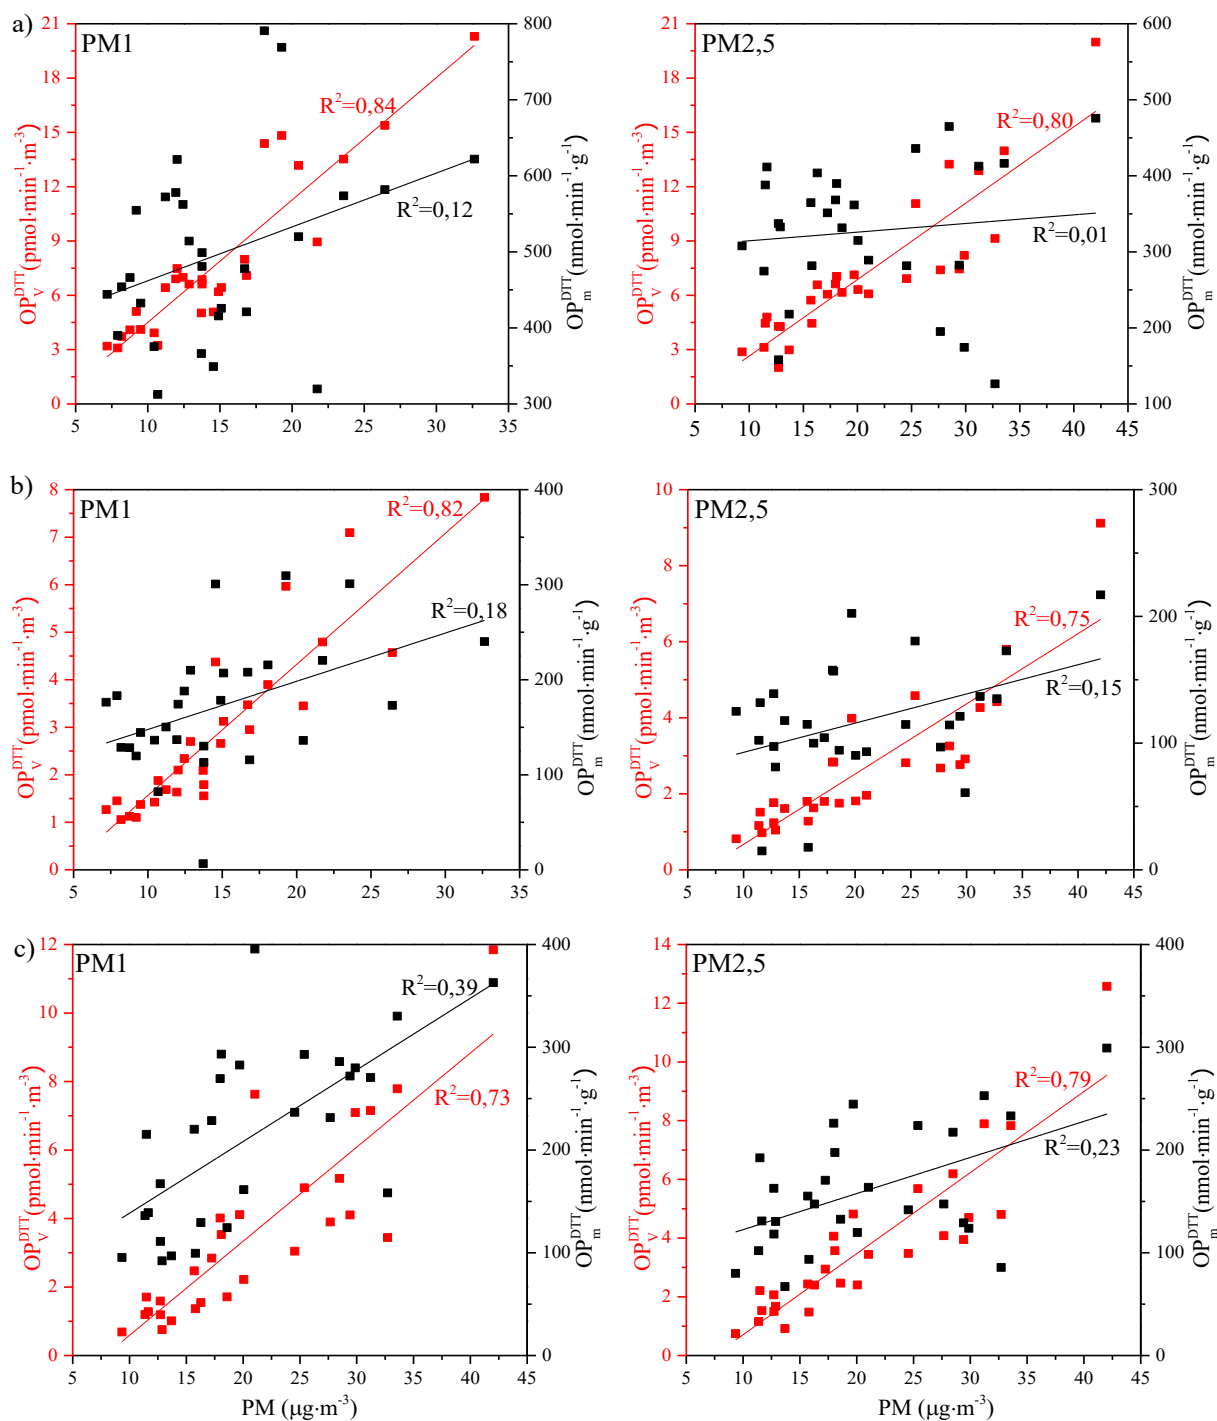 a)
PM1
R²=0,84
R²=0,12
OP_V^DTT (pmol·min⁻¹·m⁻³)
0 3 6 9 12 15 18 21
5 10 15 20 25 30 35
300 400 500 600 700 800
OP_m^DTT (nmol·min⁻¹·g⁻¹)
PM2,5
R²=0,80
R²=0,01
OP_V^DTT (pmol·min⁻¹·m⁻³)
0 3 6 9 12 15 18 21
5 10 15 20 25 30 35 40 45
100 200 300 400 500 600
OP_m^DTT (nmol·min⁻¹·g⁻¹)
b)
PM1
R²=0,82
R²=0,18
OP_V^DTT (pmol·min⁻¹·m⁻³)
0 1 2 3 4 5 6 7 8
5 10 15 20 25 30 35
0 100 200 300 400
OP_m^DTT (nmol·min⁻¹·g⁻¹)
PM2,5
R²=0,75
R²=0,15
OP_V^DTT (pmol·min⁻¹·m⁻³)
0 2 4 6 8 10
5 10 15 20 25 30 35 40 45
0 100 200 300
OP_m^DTT (nmol·min⁻¹·g⁻¹)
c)
PM1
R²=0,39
R²=0,73
OP_V^DTT (pmol·min⁻¹·m⁻³)
0 2 4 6 8 10 12
5 10 15 20 25 30 35 40 45
0 100 200 300 400
OP_m^DTT (nmol·min⁻¹·g⁻¹)
PM (µg·m⁻³)
PM2,5
R²=0,79
R²=0,23
OP_V^DTT (pmol·min⁻¹·m⁻³)
0 2 4 6 8 10 12 14
5 10 15 20 25 30 35 40 45
0 100 200 300 400
OP_m^DTT (nmol·min⁻¹·g⁻¹)
PM (µg·m⁻³)